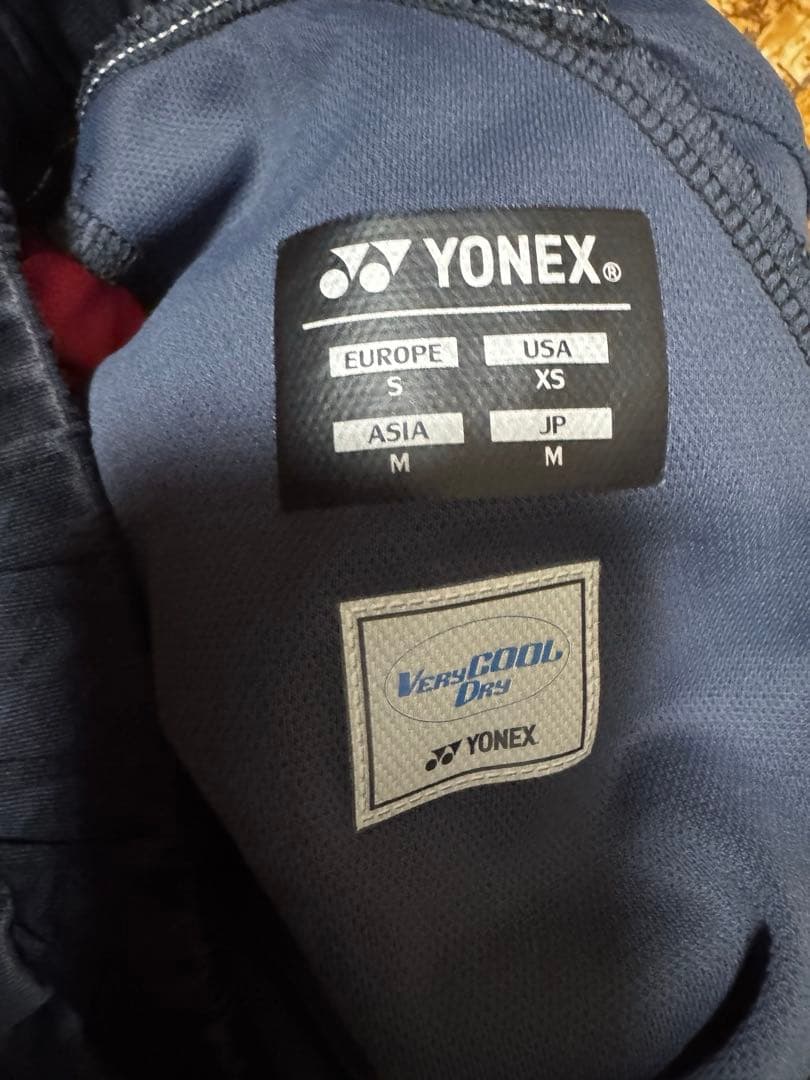 YONEX®
EUROPE USA
S XS
ASIA JP
M M
VERYCOOL
DRY
YONEX